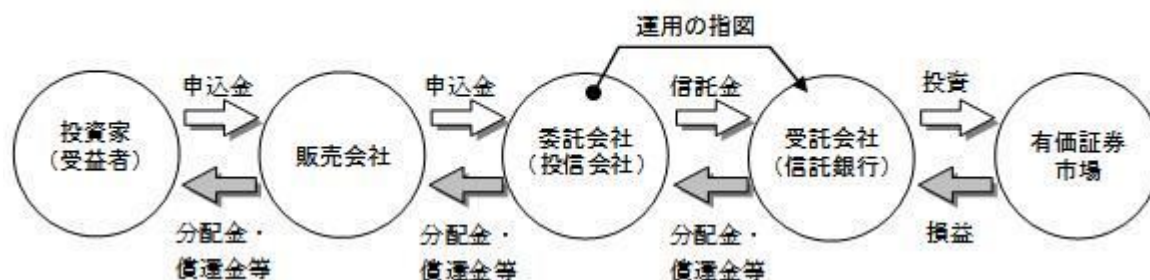 運用の指図
申込金
申込金
信託金
投資
投資家
（受益者）
販売会社
委託会社
（投信会社）
受託会社
（信託銀行）
有価証券
市場
分配金・
償還金等
分配金・
償還金等
分配金・
償還金等
損益